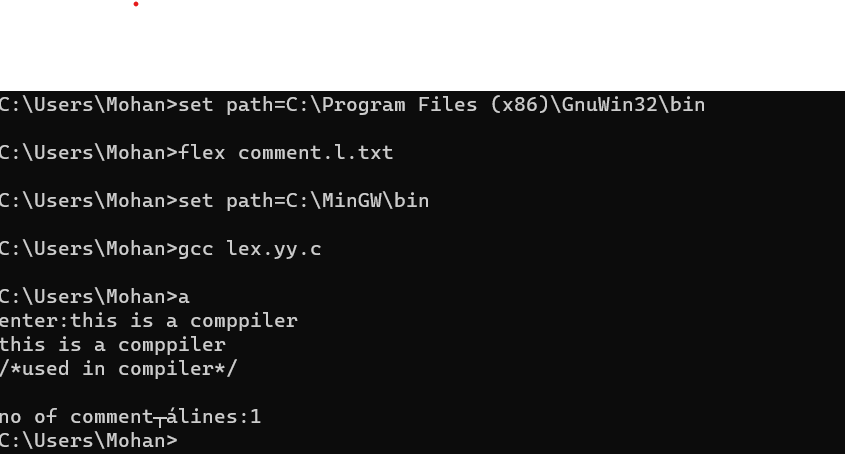 C:\Users\Mohan>set path=C:\Program Files (x86)\GnuWin32\bin
C:\Users\Mohan>flex comment.l.txt
C:\Users\Mohan>set path=C:\MinGW\bin
C:\Users\Mohan>gcc lex.yy.c
C:\Users\Mohan>a
enter:this is a comppiler
this is a comppiler
/*used in compiler*/
no of comment┬álines:1
C:\Users\Mohan>